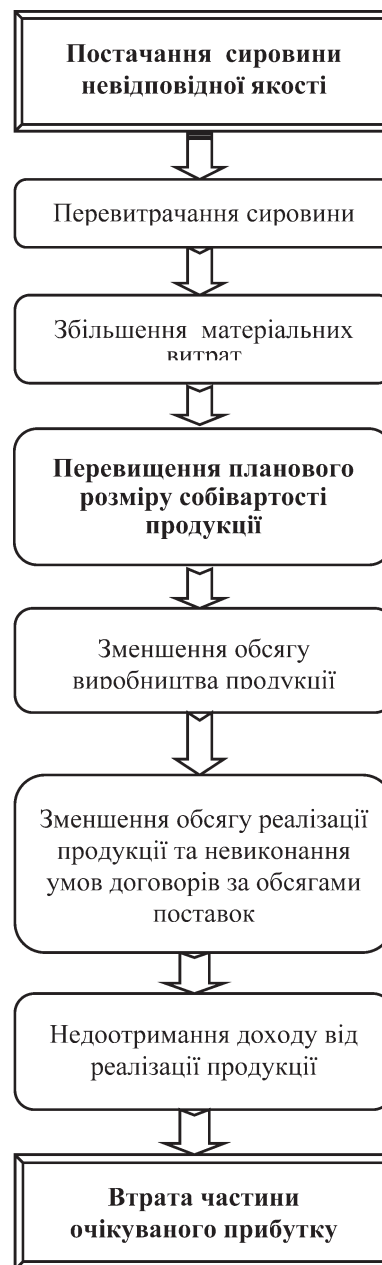 Постачання сировини
невідповідної якості
Перевитрачання сировини
Збільшення матеріальних
витрат
Перевищення планового
розміру собівартості
продукції
Зменшення обсягу
виробництва продукції
Зменшення обсягу реалізації
продукції та невиконання
умов договорів за обсягами
поставок
Недоотримання доходу від
реалізації продукції
Втрата частини
очікуваного прибутку